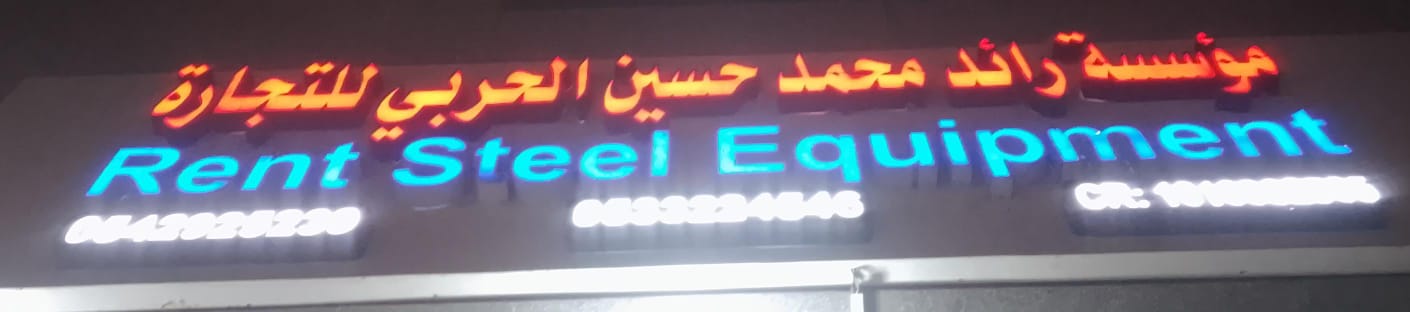 مؤسسة رائد محمد حسين الحربي للتجارة
Rent Steel Equipment
CR: